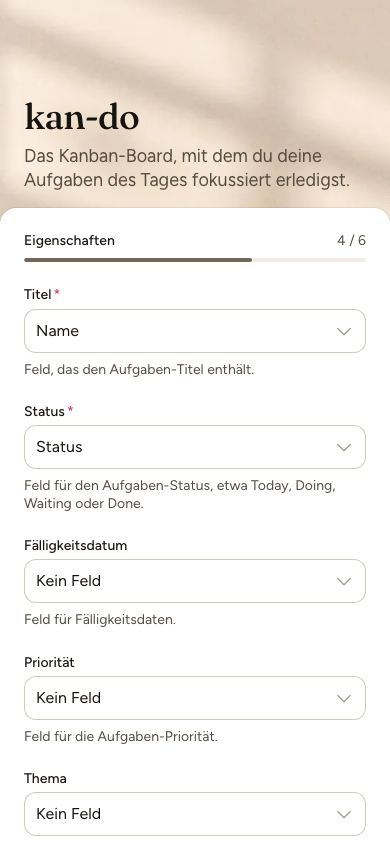 kan-do
Das Kanban-Board, mit dem du deine
Aufgaben des Tages fokussiert erledigst.
Eigenschaften 4 / 6
Titel *
Name
Feld, das den Aufgaben-Titel enthält.
Status *
Status
Feld für den Aufgaben-Status, etwa Today, Doing,
Waiting oder Done.
Fälligkeitsdatum
Kein Feld
Feld für Fälligkeitsdaten.
Priorität
Kein Feld
Feld für die Aufgaben-Priorität.
Thema
Kein Feld